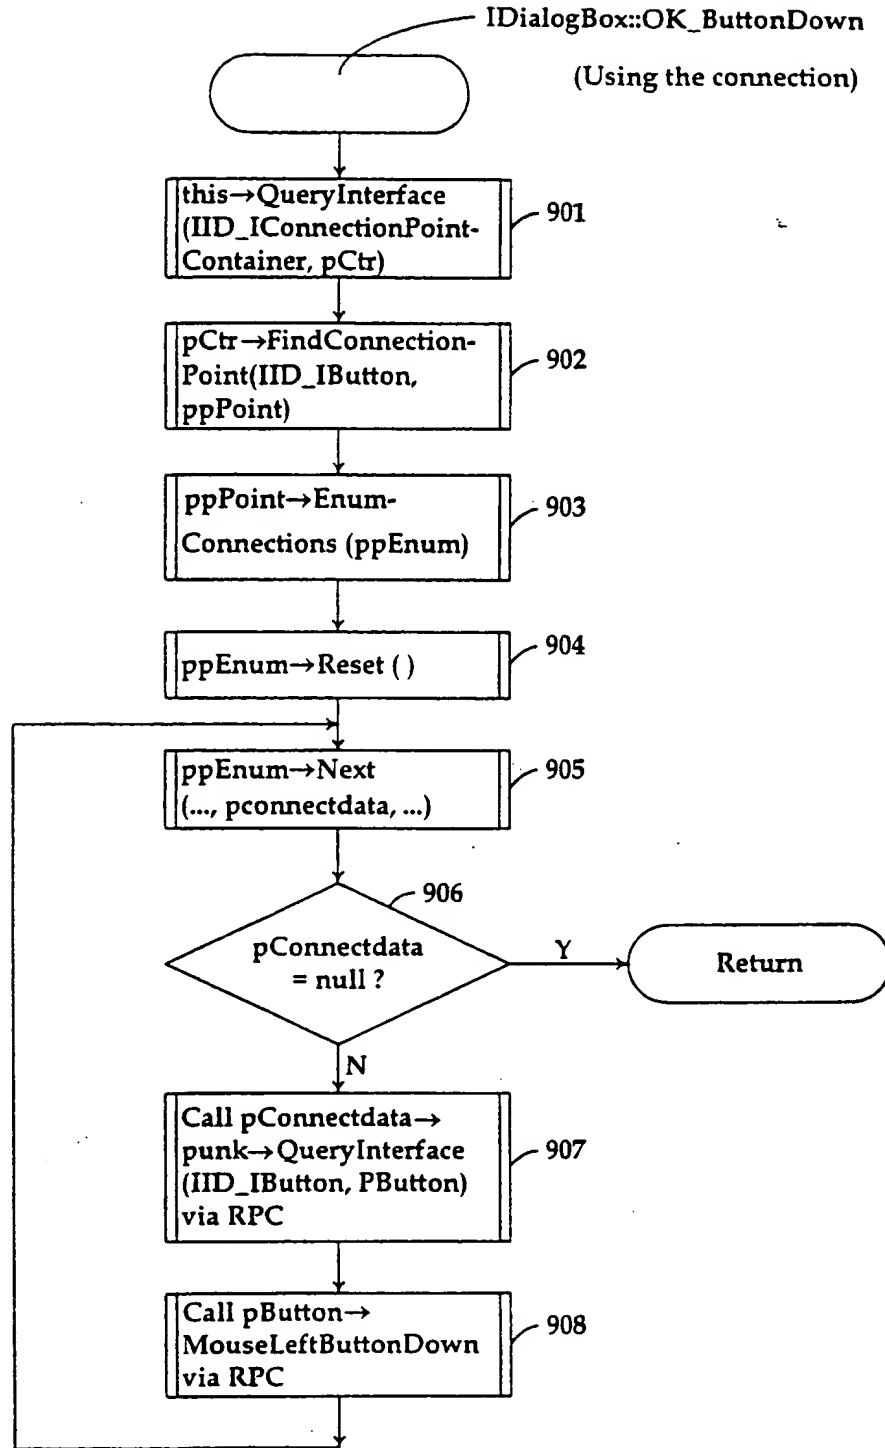 IDialogBox::OK_ButtonDown
(Using the connection)
this→QueryInterface
(IID_IConnectionPoint-
Container, pCtr)
901
pCtr→FindConnection-
Point(IID_IButton,
ppPoint)
902
ppPoint→Enum-
Connections (ppEnum)
903
ppEnum→Reset ( )
904
ppEnum→Next
(..., pconnectdata, ...)
905
906
pConnectdata
= null ?
Y
Return
N
Call pConnectdata→
punk→QueryInterface
(IID_IButton, PButton)
via RPC
907
Call pButton→
MouseLeftButtonDown
via RPC
908